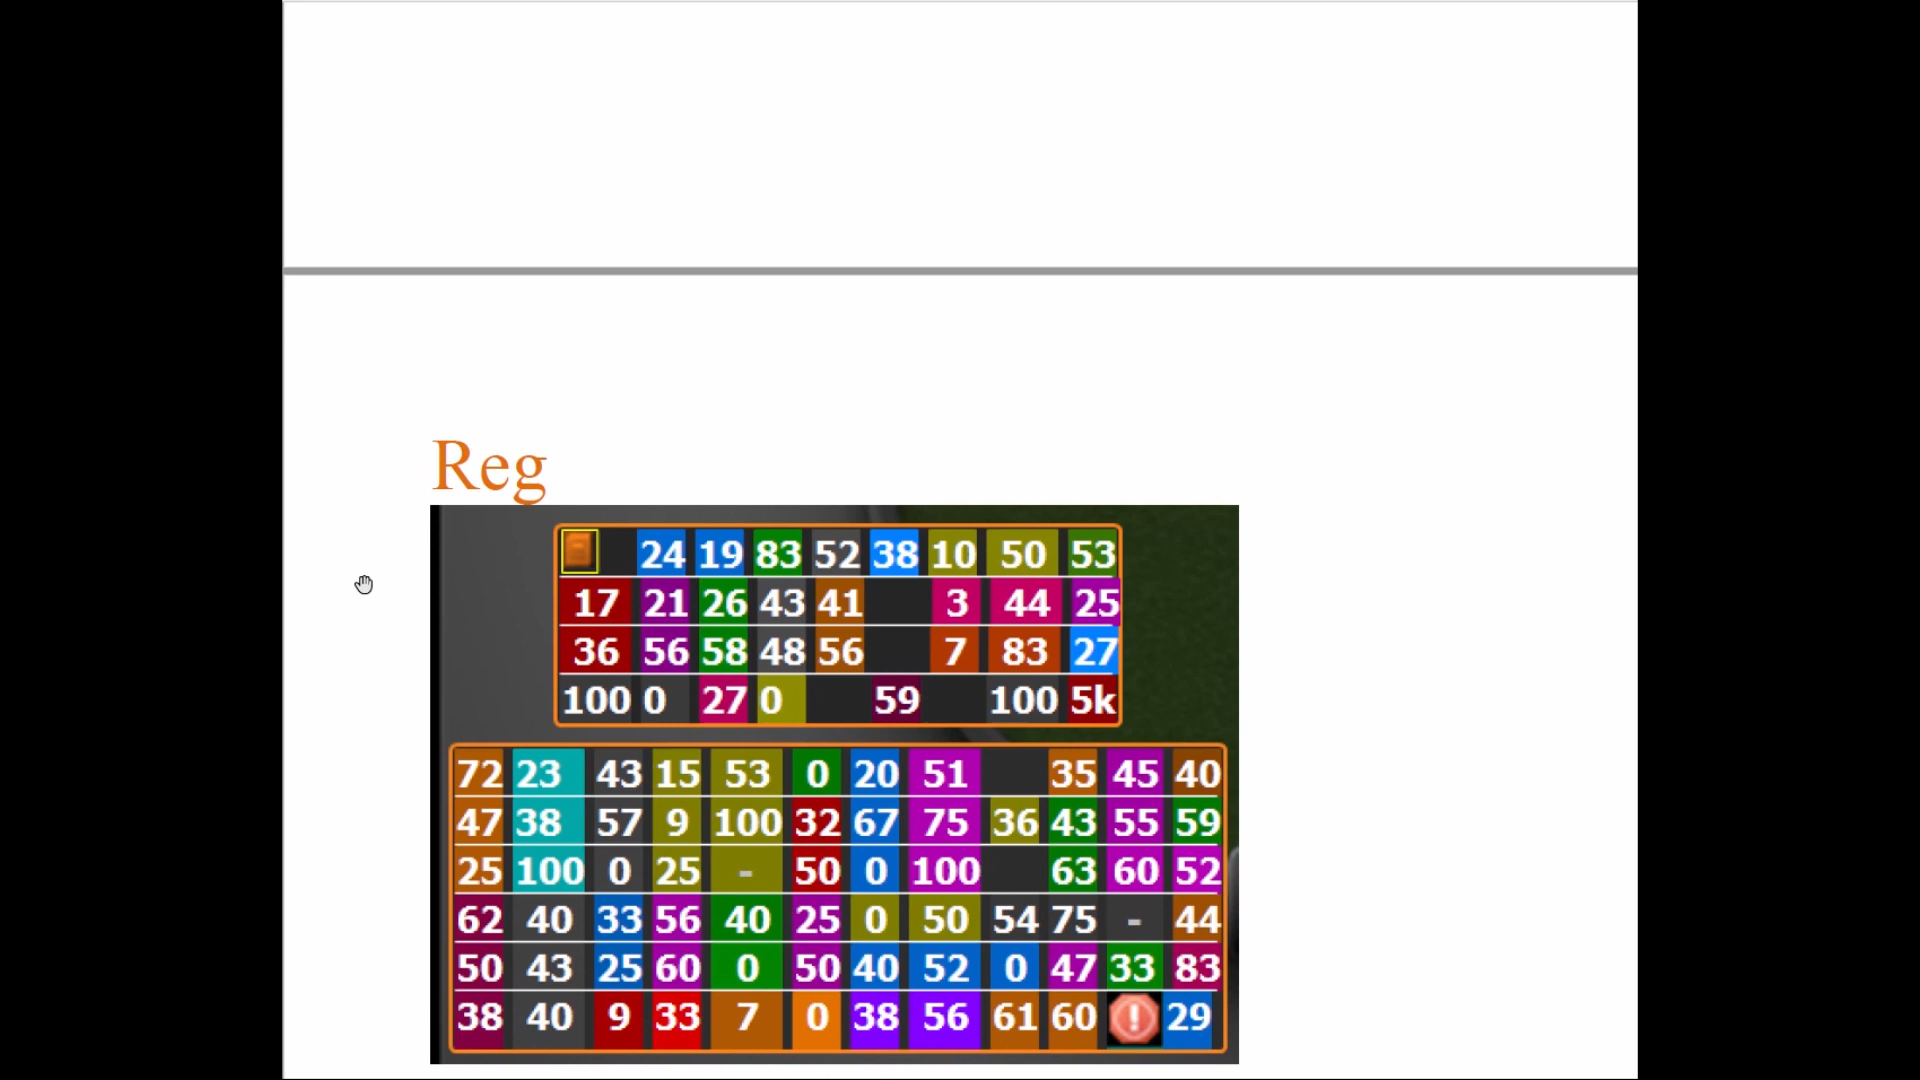 Reg
24 19 83 52 38 10 50 53
17 21 26 43 41 3 44 25
36 56 58 48 56 7 83 27
100 0 27 0 59 100 5k
72 23 43 15 53 0 20 51 35 45 40
47 38 57 9 100 32 67 75 36 43 55 59
25 100 0 25 - 50 0 100 63 60 52
62 40 33 56 40 25 0 50 54 75 - 44
50 43 25 60 0 50 40 52 0 47 33 83
38 40 9 33 7 0 38 56 61 60 ! 29